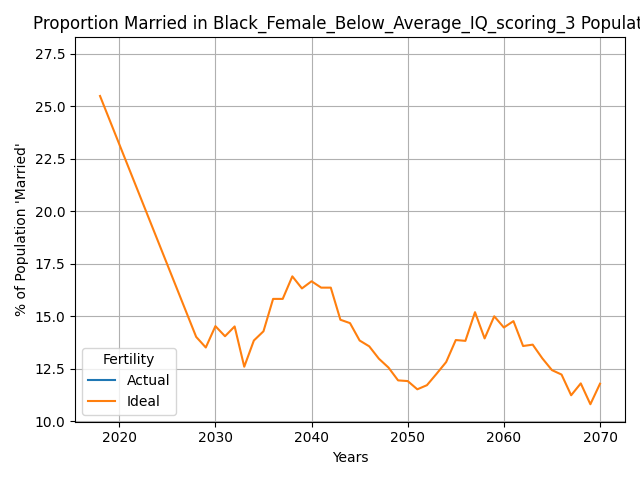 Proportion Married in Black_Female_Below_Average_IQ_scoring_3 Populat
27.5
25.0
22.5
20.0
17.5
15.0
12.5
10.0
% of Population 'Married'
Fertility
Actual
Ideal
2020 2030 2040 2050 2060 2070
Years